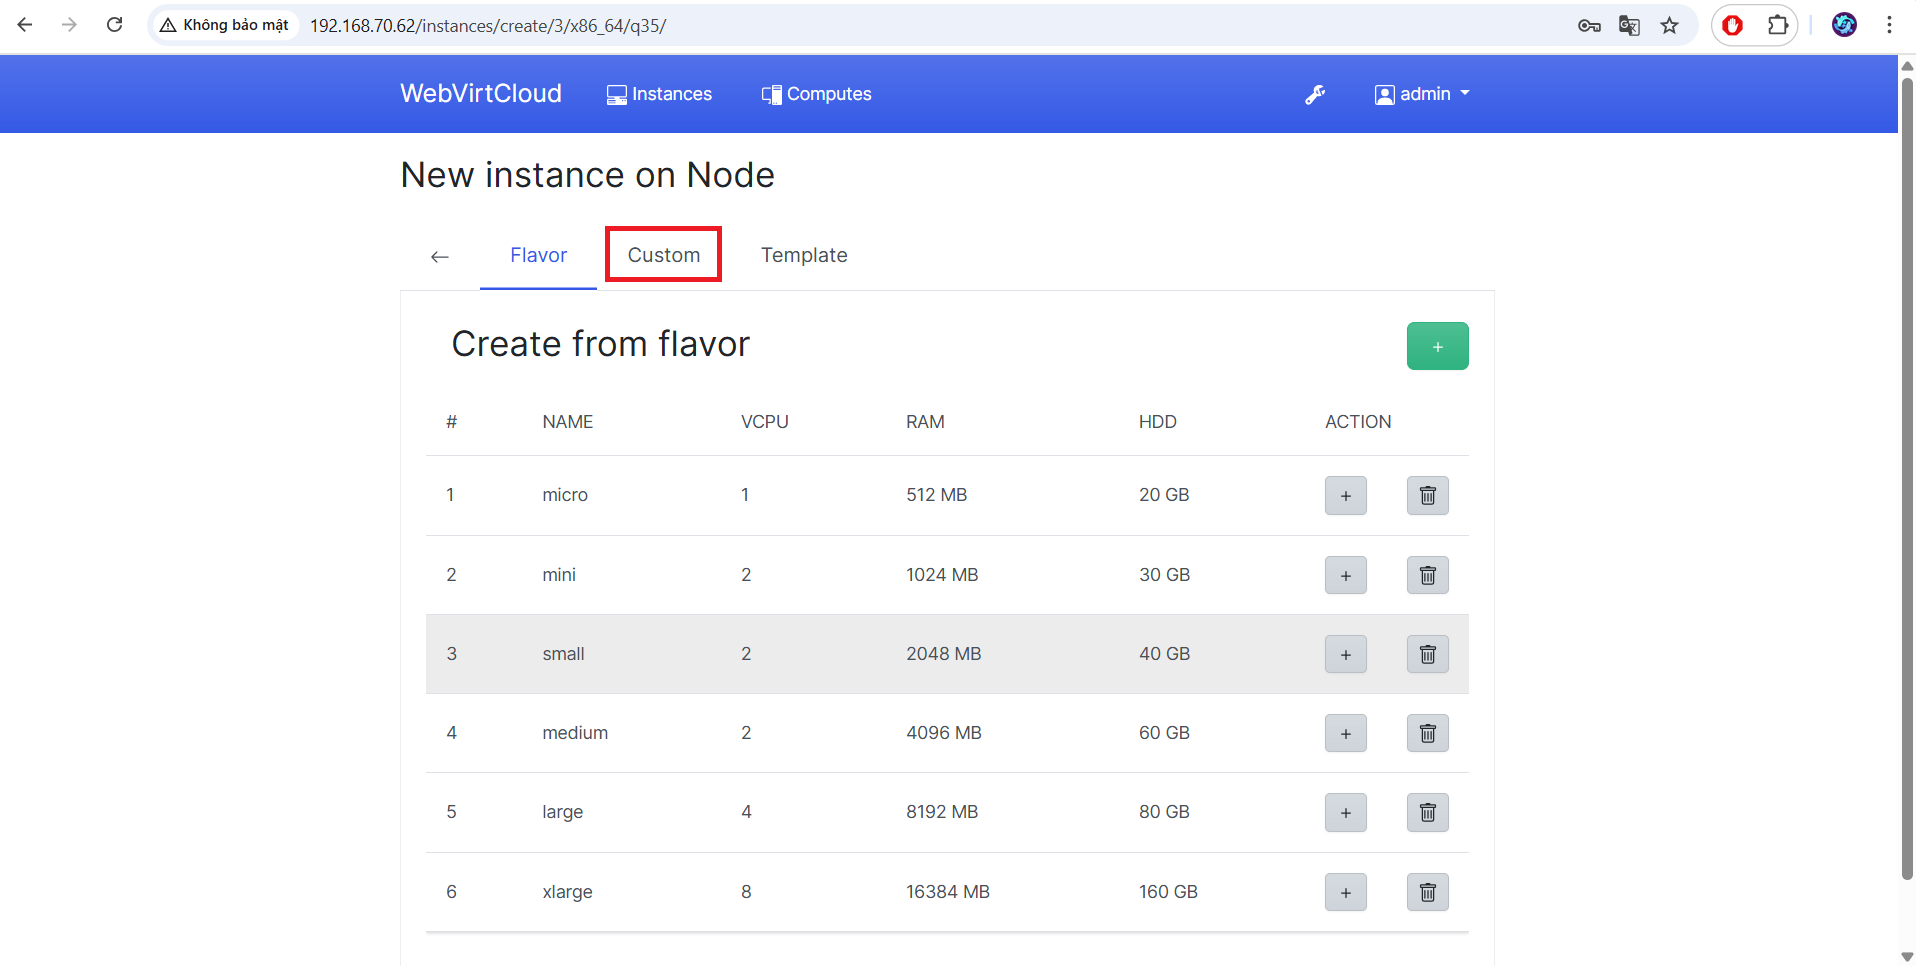 Không bảo mật 192.168.70.62/instances/create/3/x86_64/q35/
WebVirtCloud Instances Computes admin
New instance on Node
Flavor Custom Template
Create from flavor +
# NAME VCPU RAM HDD ACTION
1 micro 1 512 MB 20 GB +
2 mini 2 1024 MB 30 GB +
3 small 2 2048 MB 40 GB +
4 medium 2 4096 MB 60 GB +
5 large 4 8192 MB 80 GB +
6 xlarge 8 16384 MB 160 GB +